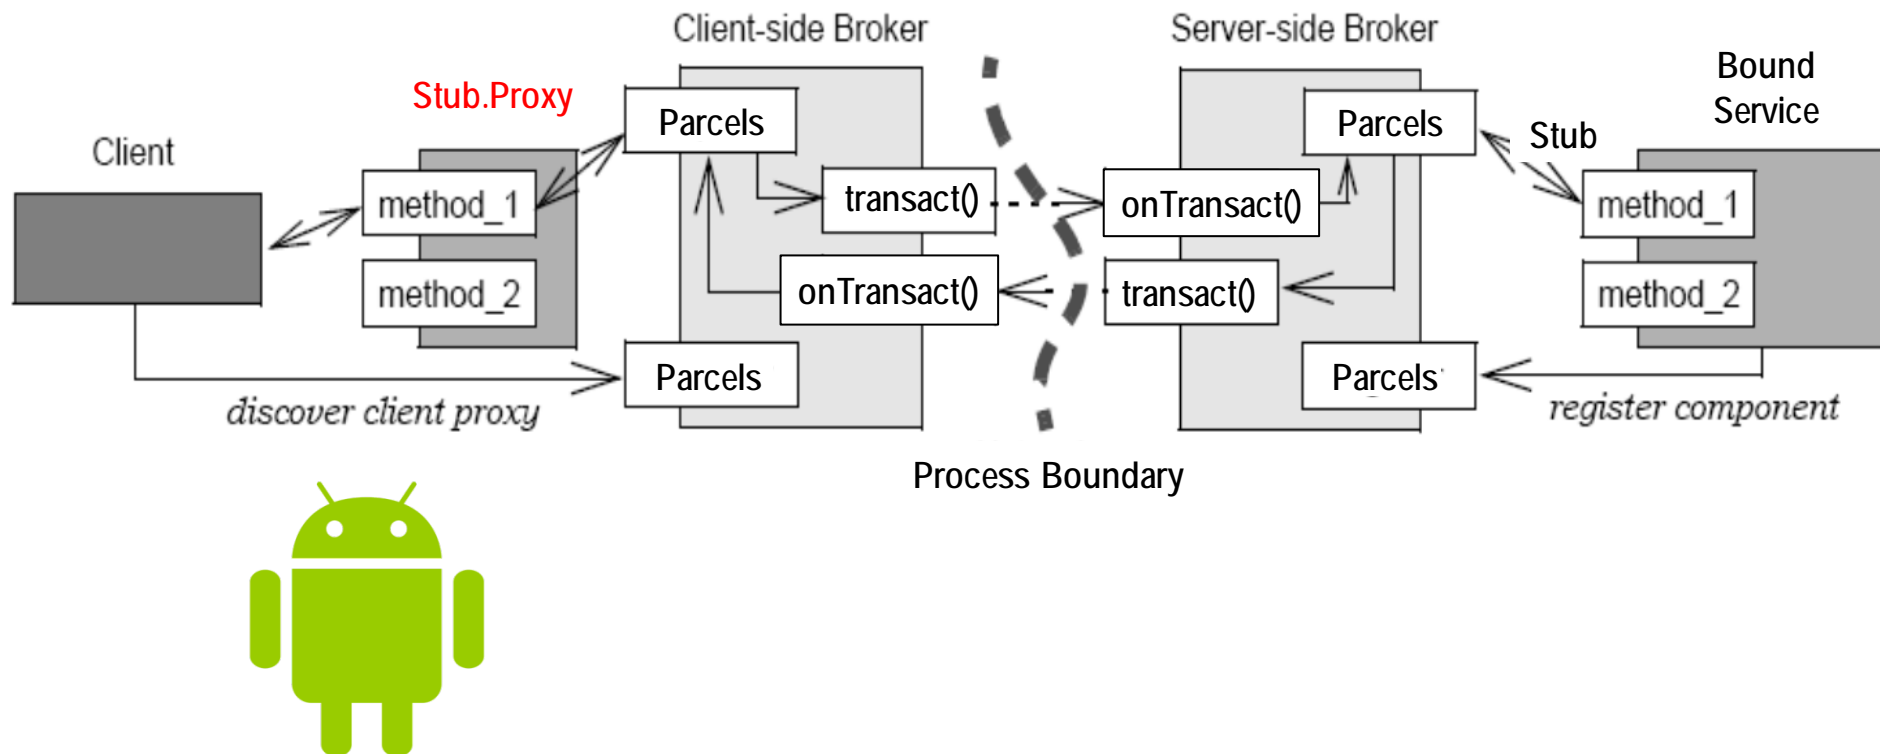 Client-side Broker
Server-side Broker
Bound
Service
Stub.Proxy
Parcels
Parcels
Stub
Client
method_1
transact()
onTransact()
method_1
method_2
onTransact()
transact()
method_2
Parcels
Parcels
discover client proxy
register component
Process Boundary